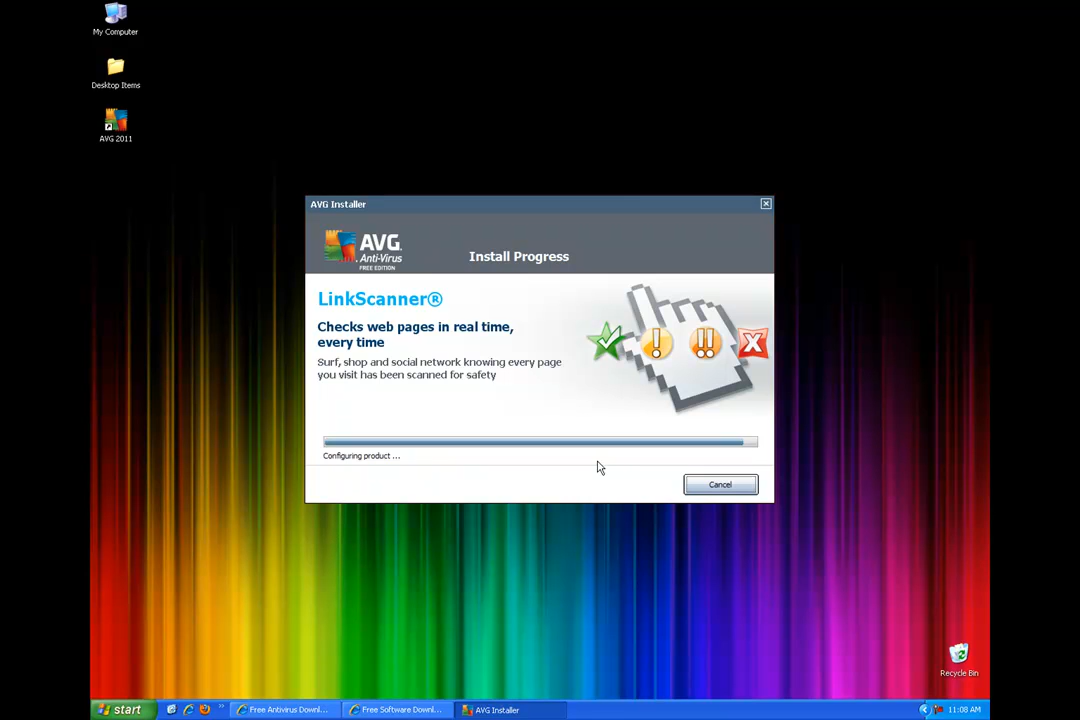 My Computer
Desktop Items
AVG 2011
AVG Installer
AVG.
Anti-Virus
FREE EDITION
Install Progress
LinkScanner®
Checks web pages in real time,
every time
Surf, shop and social network knowing every page
you visit has been scanned for safety
Configuring product ...
Cancel
Recycle Bin
start
Free Antivirus Downl...
Free Software Downl...
AVG Installer
11:08 AM